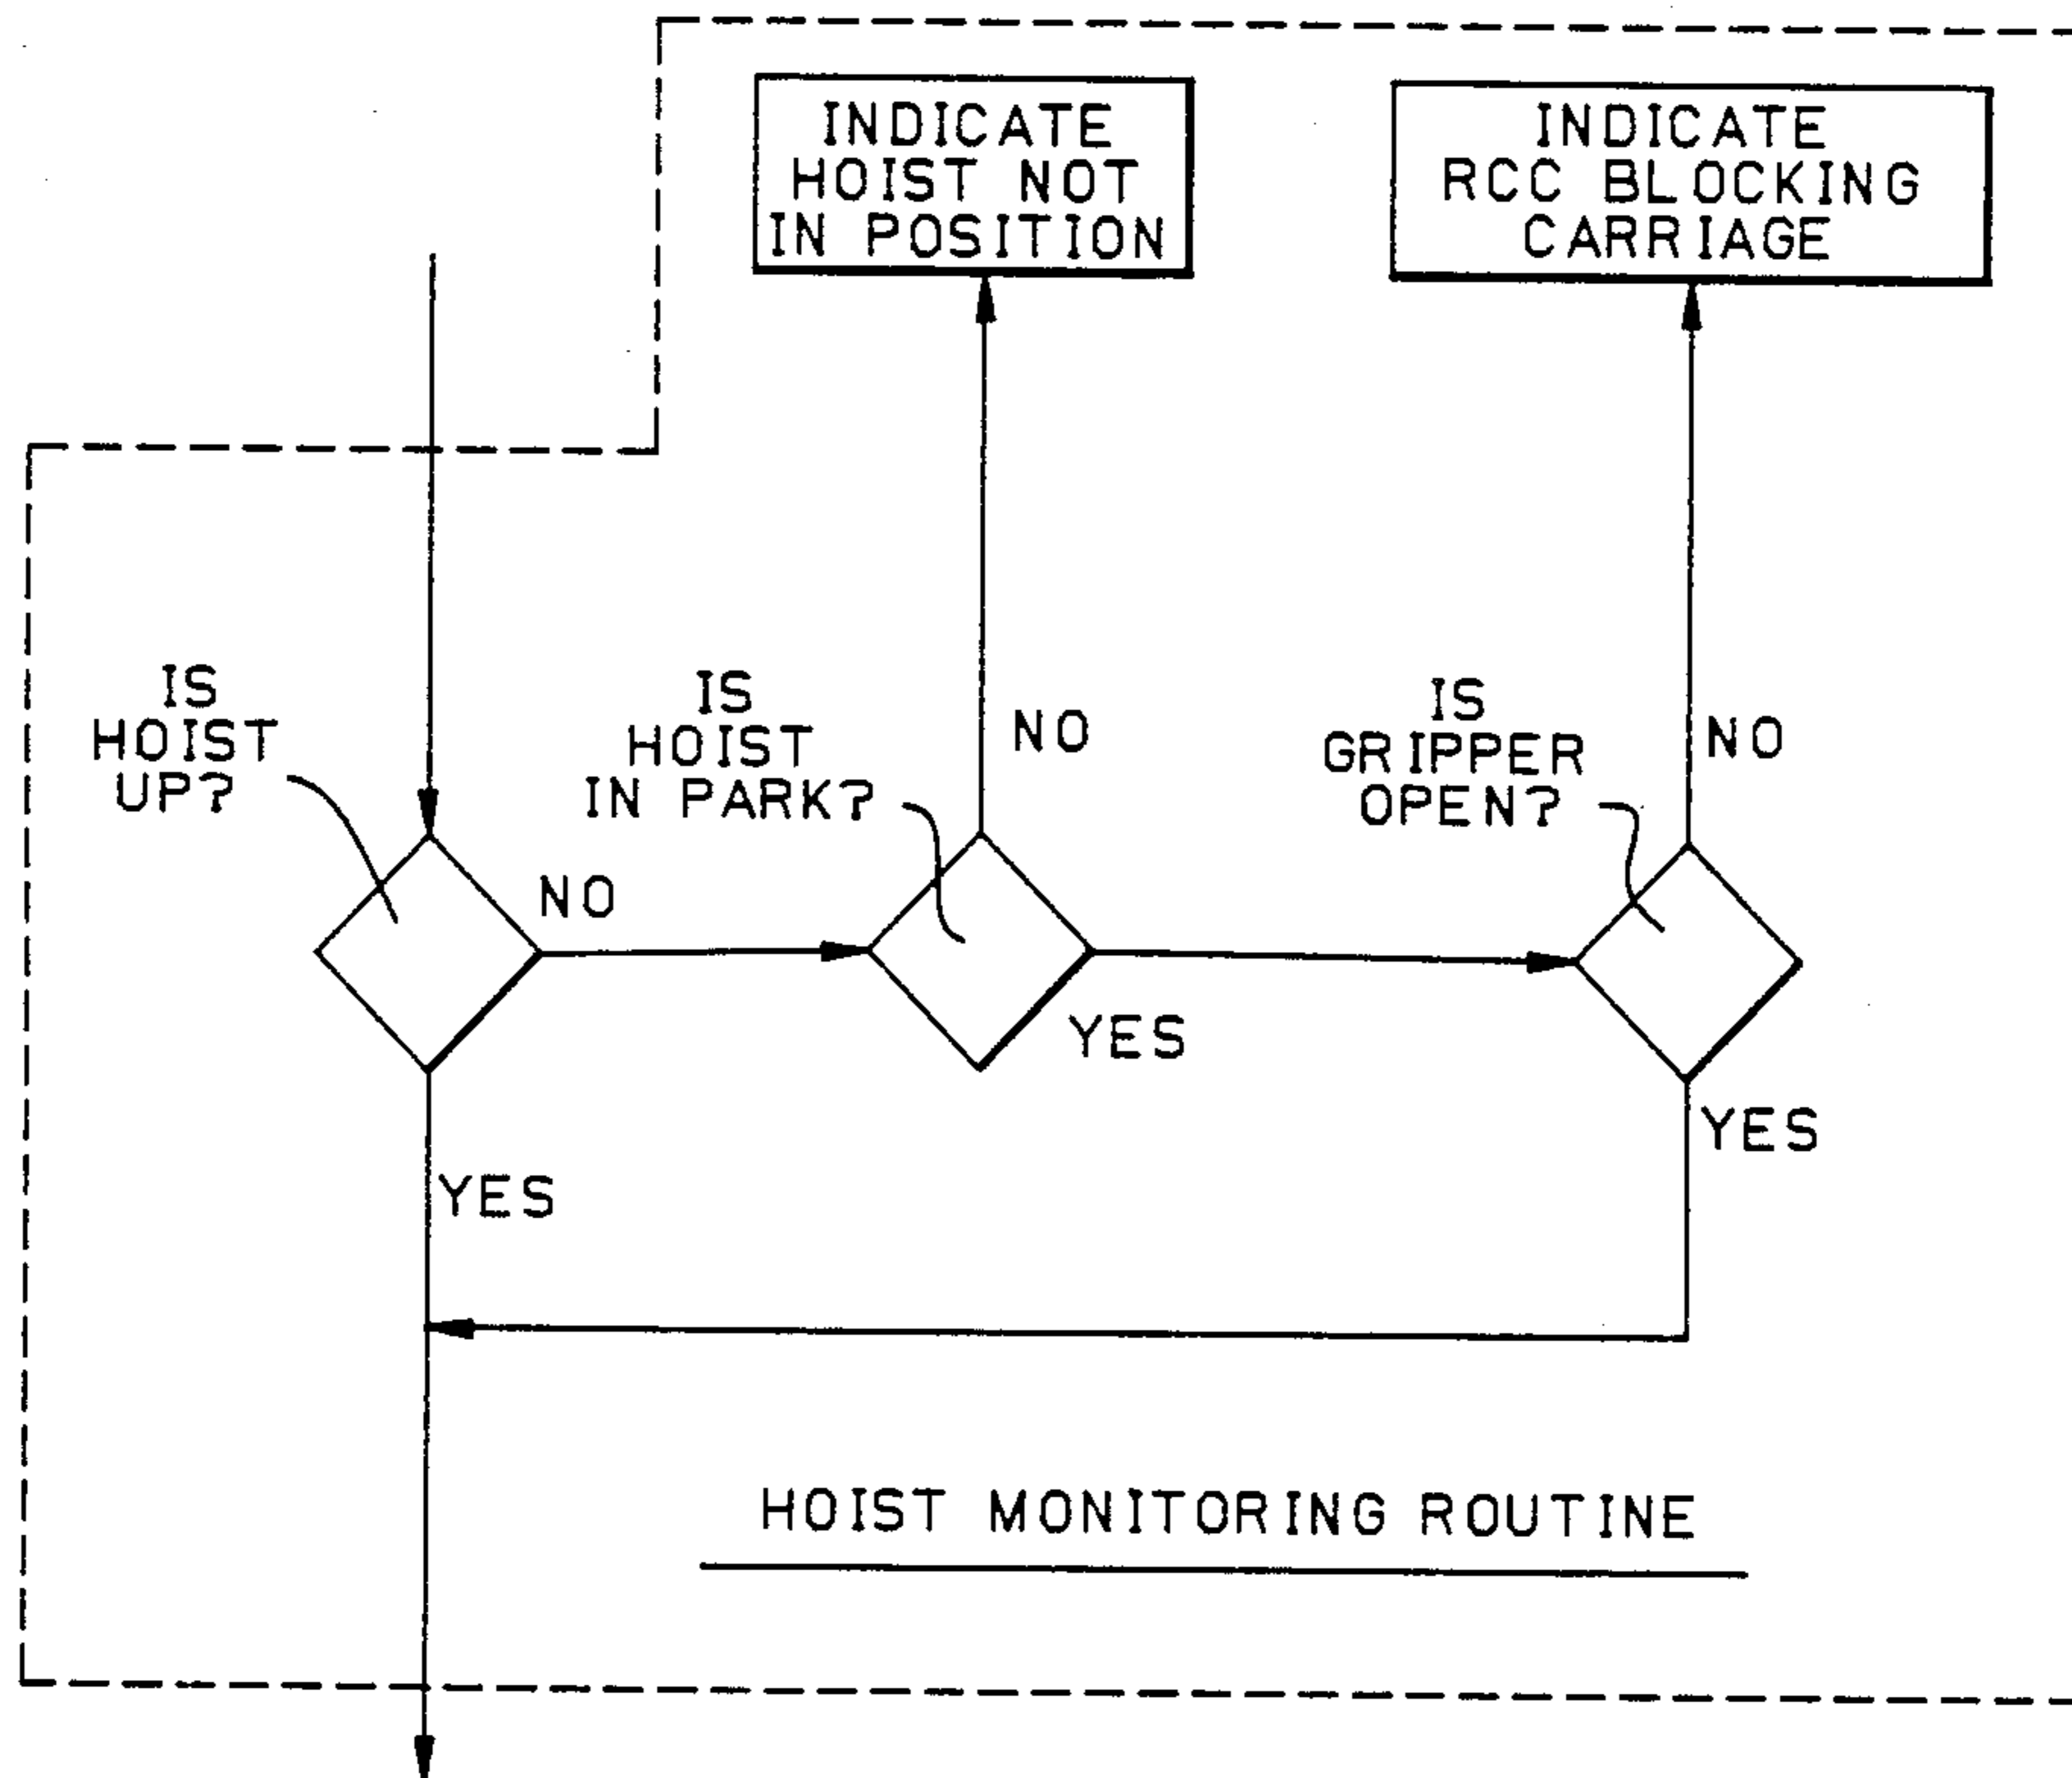 INDICATE
HOIST NOT
IN POSITION
INDICATE
RCC BLOCKING
CARRIAGE
IS
HOIST
UP?
IS
HOIST
IN PARK?
NO
IS
GRIPPER
OPEN?
NO
NO
YES
YES
YES
HOIST MONITORING ROUTINE